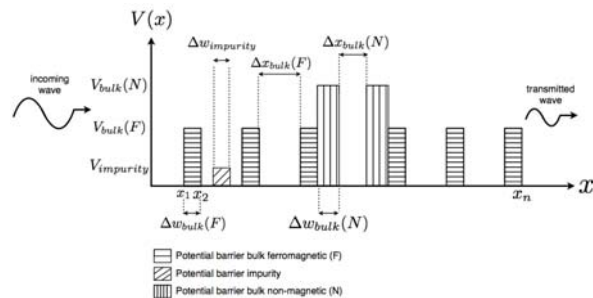 V(x)
Δw_impurity
Δx_bulk(F)
Δx_bulk(N)
incoming
wave
transmitted
wave
V_bulk(N)
V_bulk(F)
V_impurity
x_1 x_2
x_n
x
Δw_bulk(F)
Δw_bulk(N)
Potential barrier bulk ferromagnetic (F)
Potential barrier impurity
Potential barrier bulk non-magnetic (N)